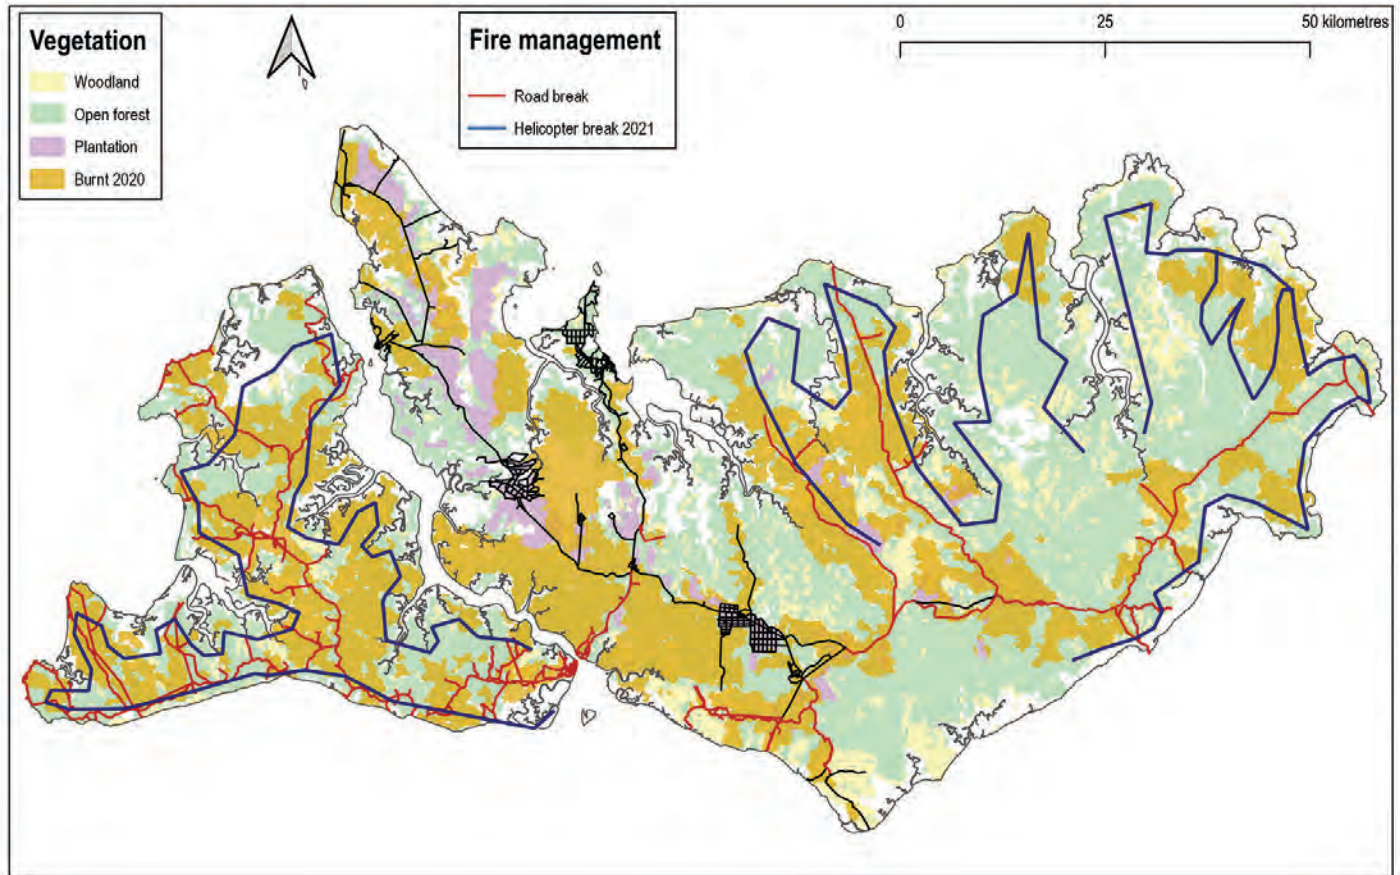 Vegetation
Woodland
Open forest
Plantation
Burnt 2020
Fire management
Road break
Helicopter break 2021
0 25 50 kilometres